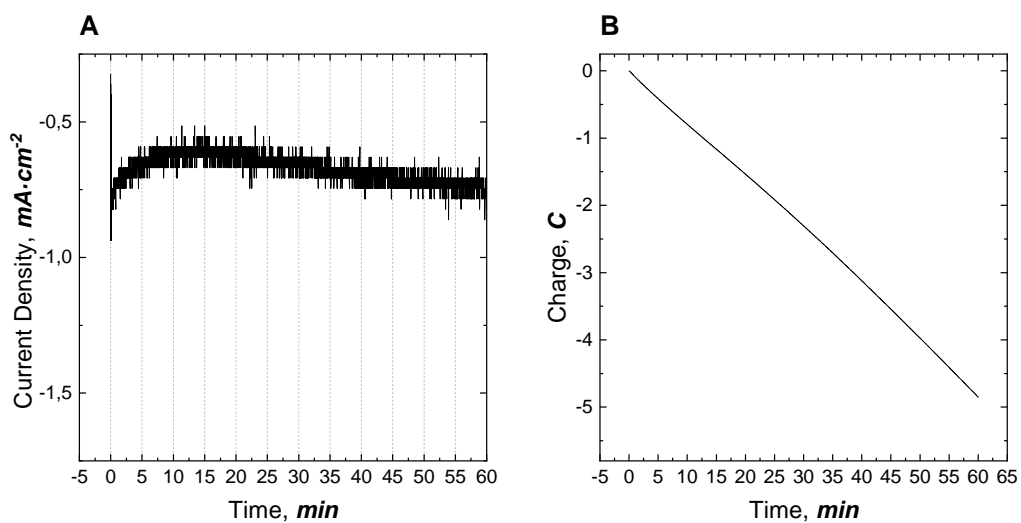 A
-0,5
-1,0
-1,5
Current Density, mA·cm-2
-5 0 5 10 15 20 25 30 35 40 45 50 55 60
Time, min
B
0
-1
-2
-3
-4
-5
Charge, C
-5 0 5 10 15 20 25 30 35 40 45 50 55 60 65
Time, min